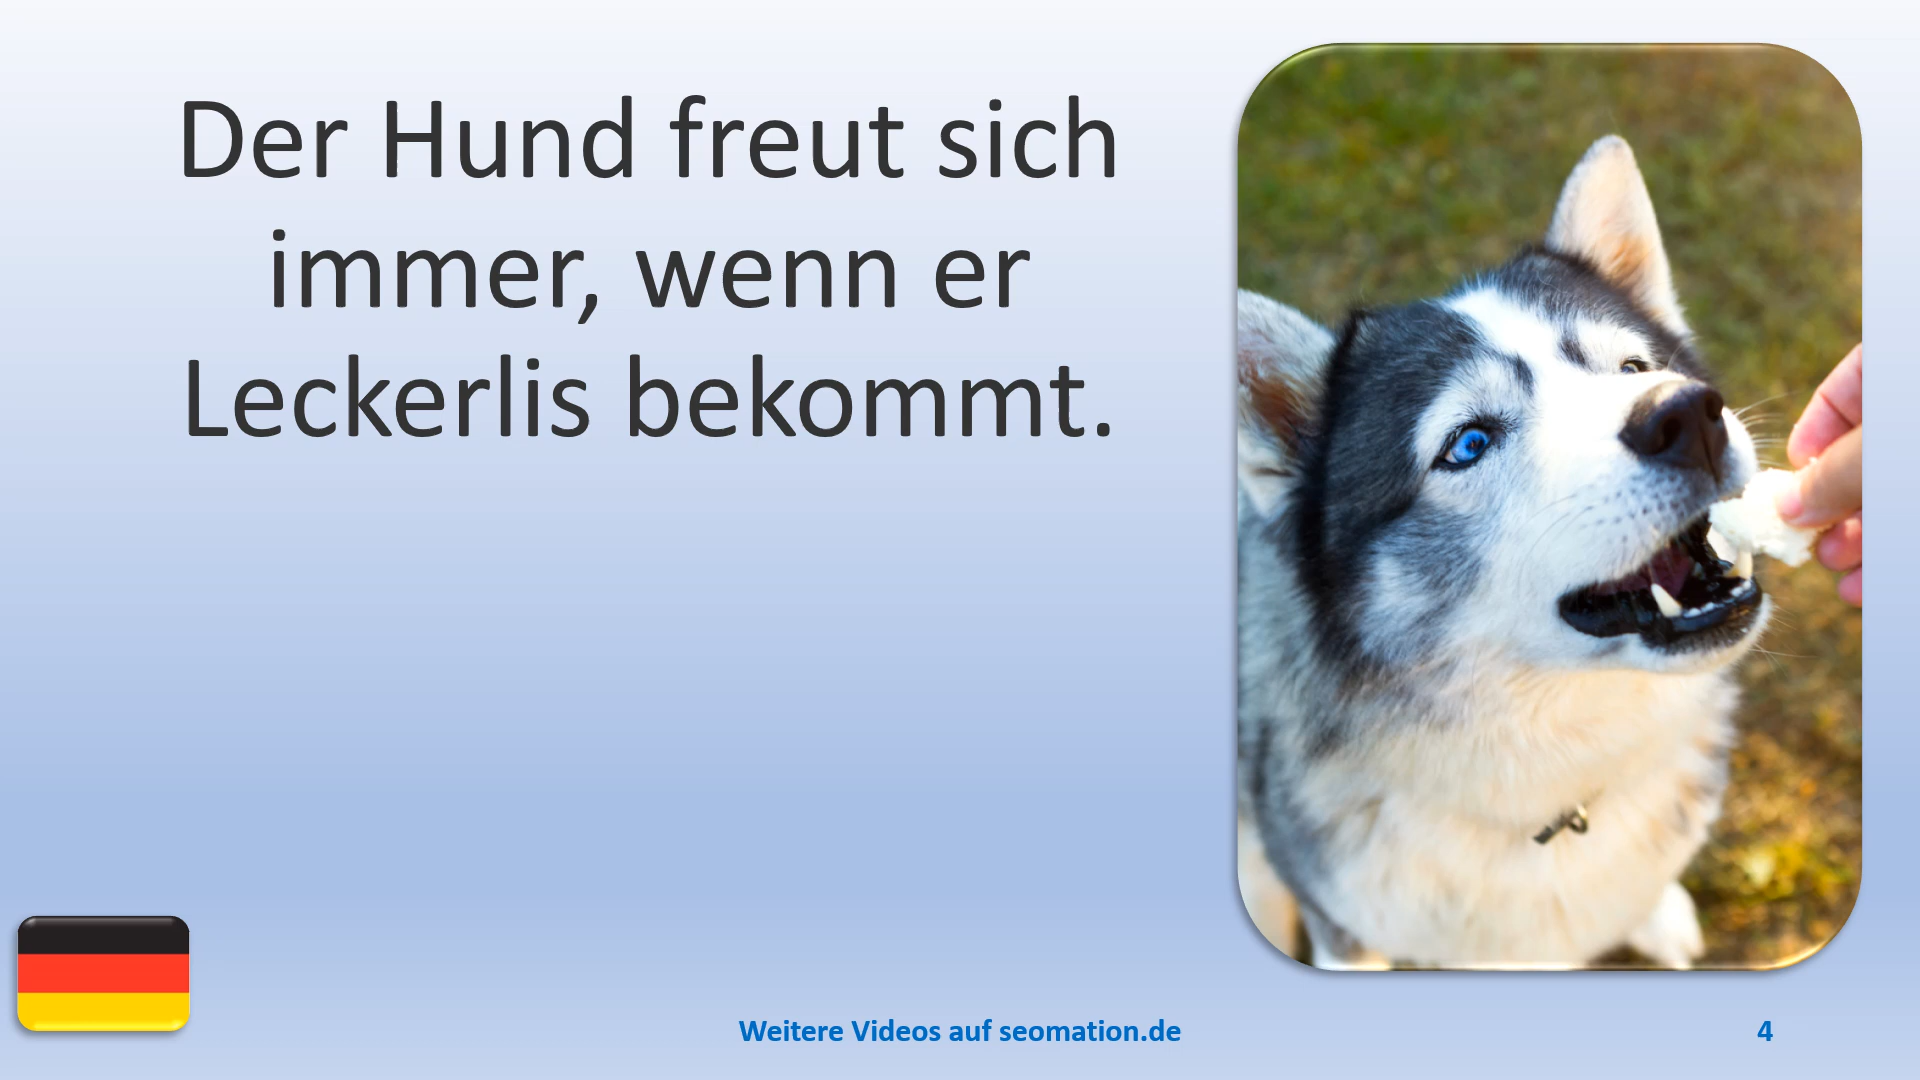 Der Hund freut sich
immer, wenn er
Leckerlis bekommt.
Weitere Videos auf seomation.de
4